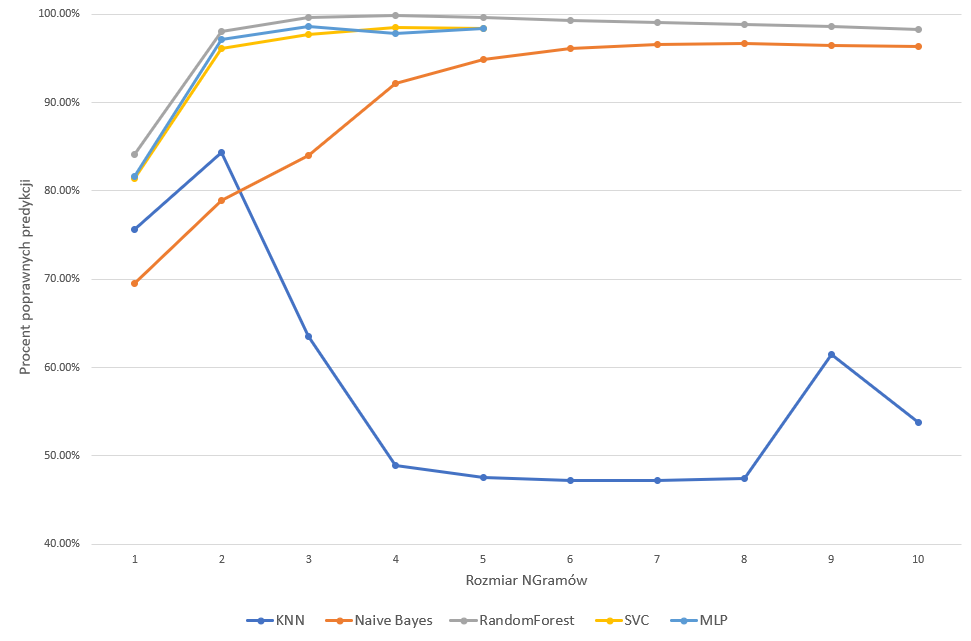 100.00%
90.00%
80.00%
70.00%
60.00%
50.00%
40.00%
Procent poprawnych predykcji
1 2 3 4 5 6 7 8 9 10
Rozmiar NGramów
KNN Naive Bayes RandomForest SVC MLP